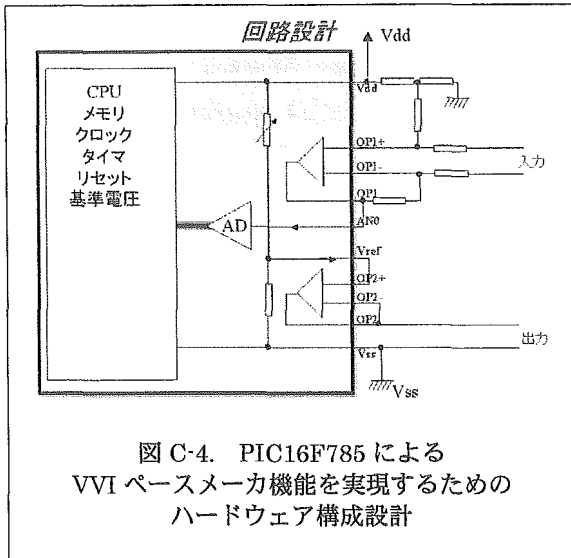 回路設計
Vdd
Vdd
CPU
メモリ
クロック
タイマ
リセット
基準電圧
OP1+
OP1-
入力
OP1
AN0
AD
Vref
OP2+
OP2-
OP2
出力
Vss
Vss
図 C-4. PIC16F785 による
VVI ペースメーカ機能を実現するための
ハードウェア構成設計